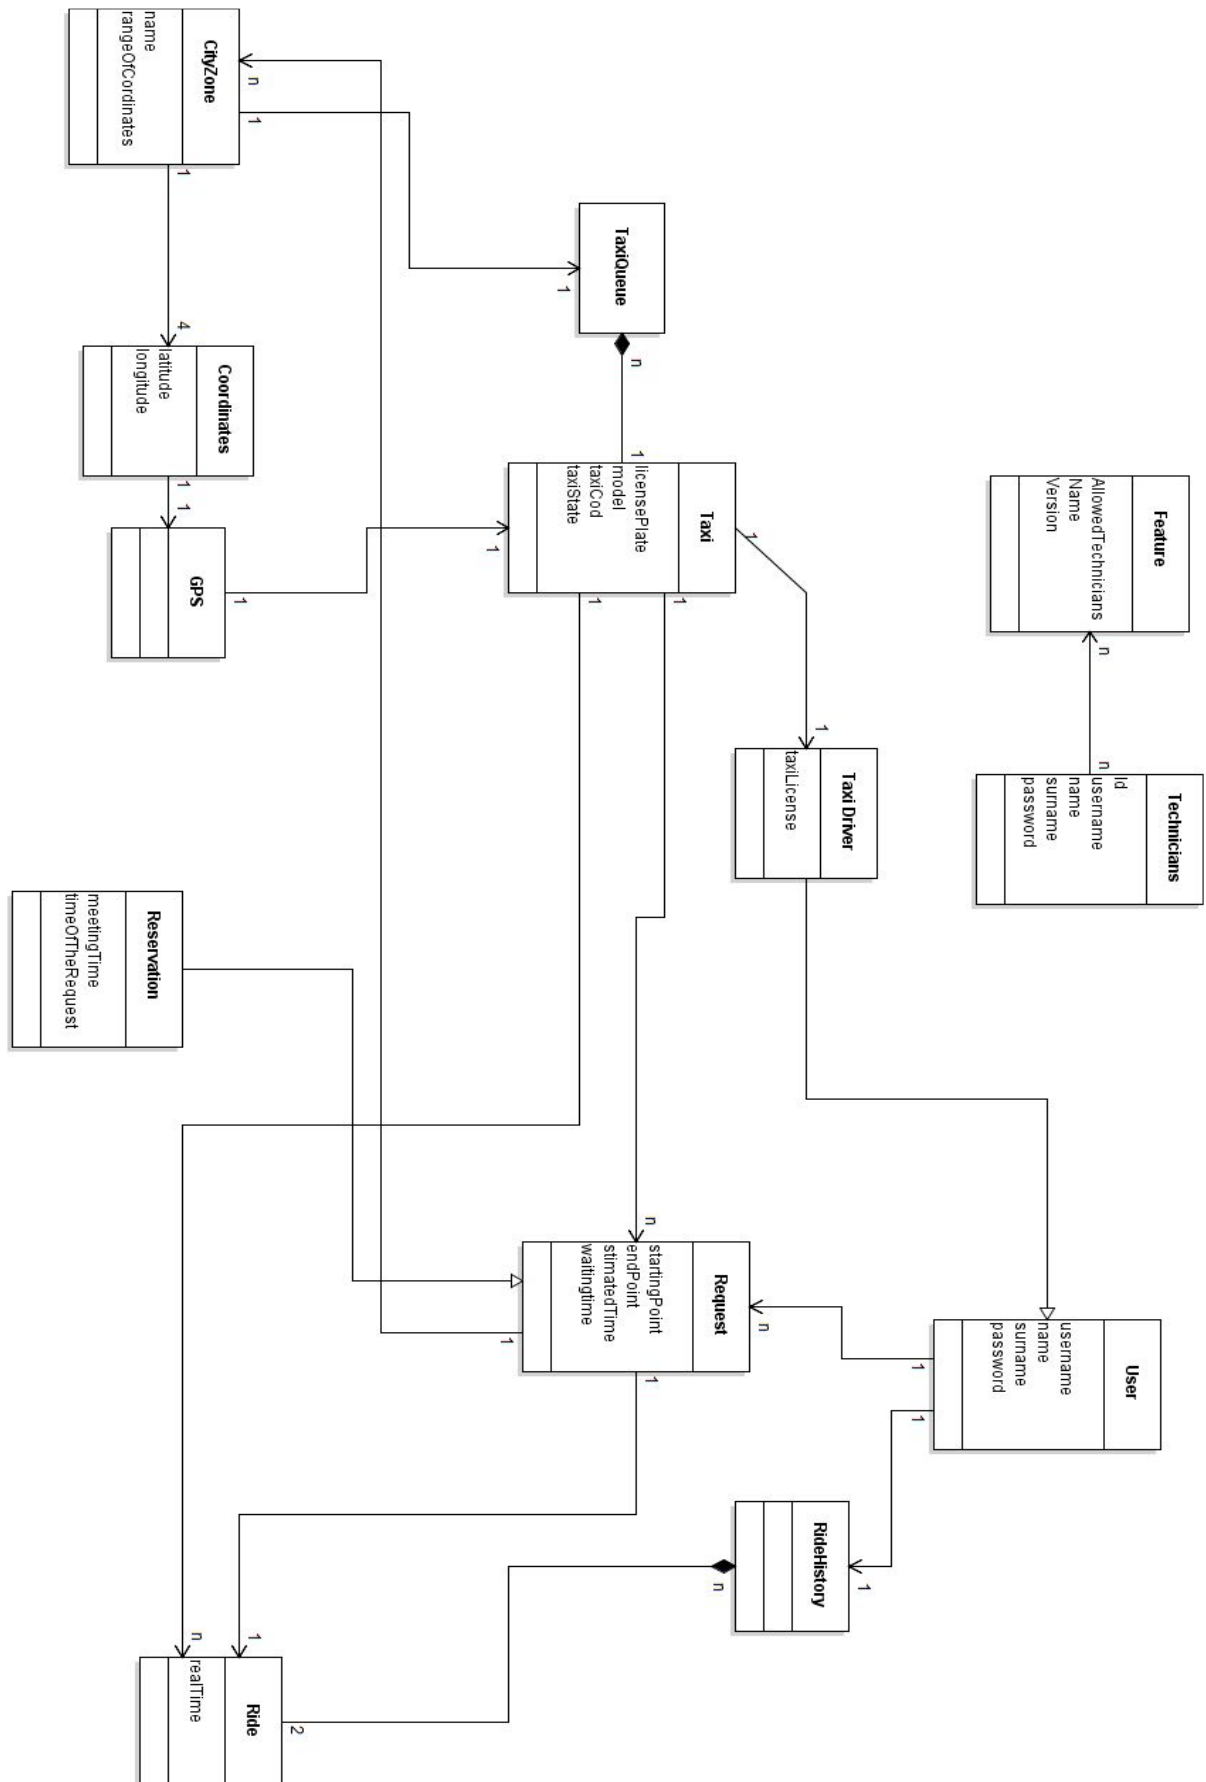 Feature
AllowedTechnicians
Name
Version
n
n
Technicians
Id
username
name
surname
password
User
username
name
surname
password
1
1
Taxi Driver
taxiLicense
1
RideHistory
1
n
Request
startingPoint
endPoint
stimatedTime
waitingtime
n
n
1
1
Taxi
licensePlate
model
taxiCod
taxiState
1
1
1
1
1
TaxiQueue
n
1
CityZone
name
rangeOfCordinates
n
1
1
Coordinates
latitude
longitude
4
1
GPS
1
1
Ride
realTime
1
n
2
Reservation
meetingTime
timeOfTheRequest